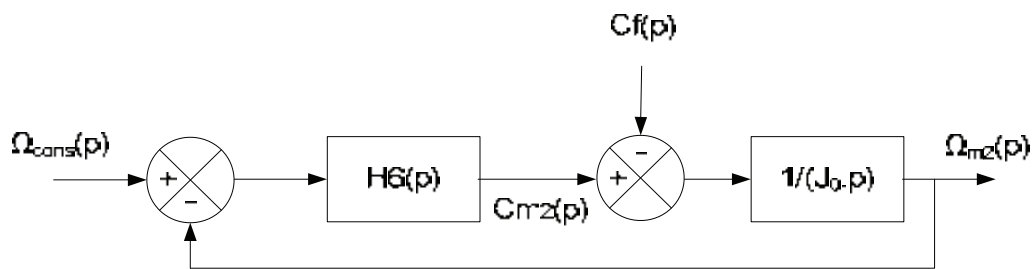 Cf(p)
Ωcons(p)
+
-
H6(p)
Cm2(p)
-
+
1/(J0.p)
Ωm2(p)